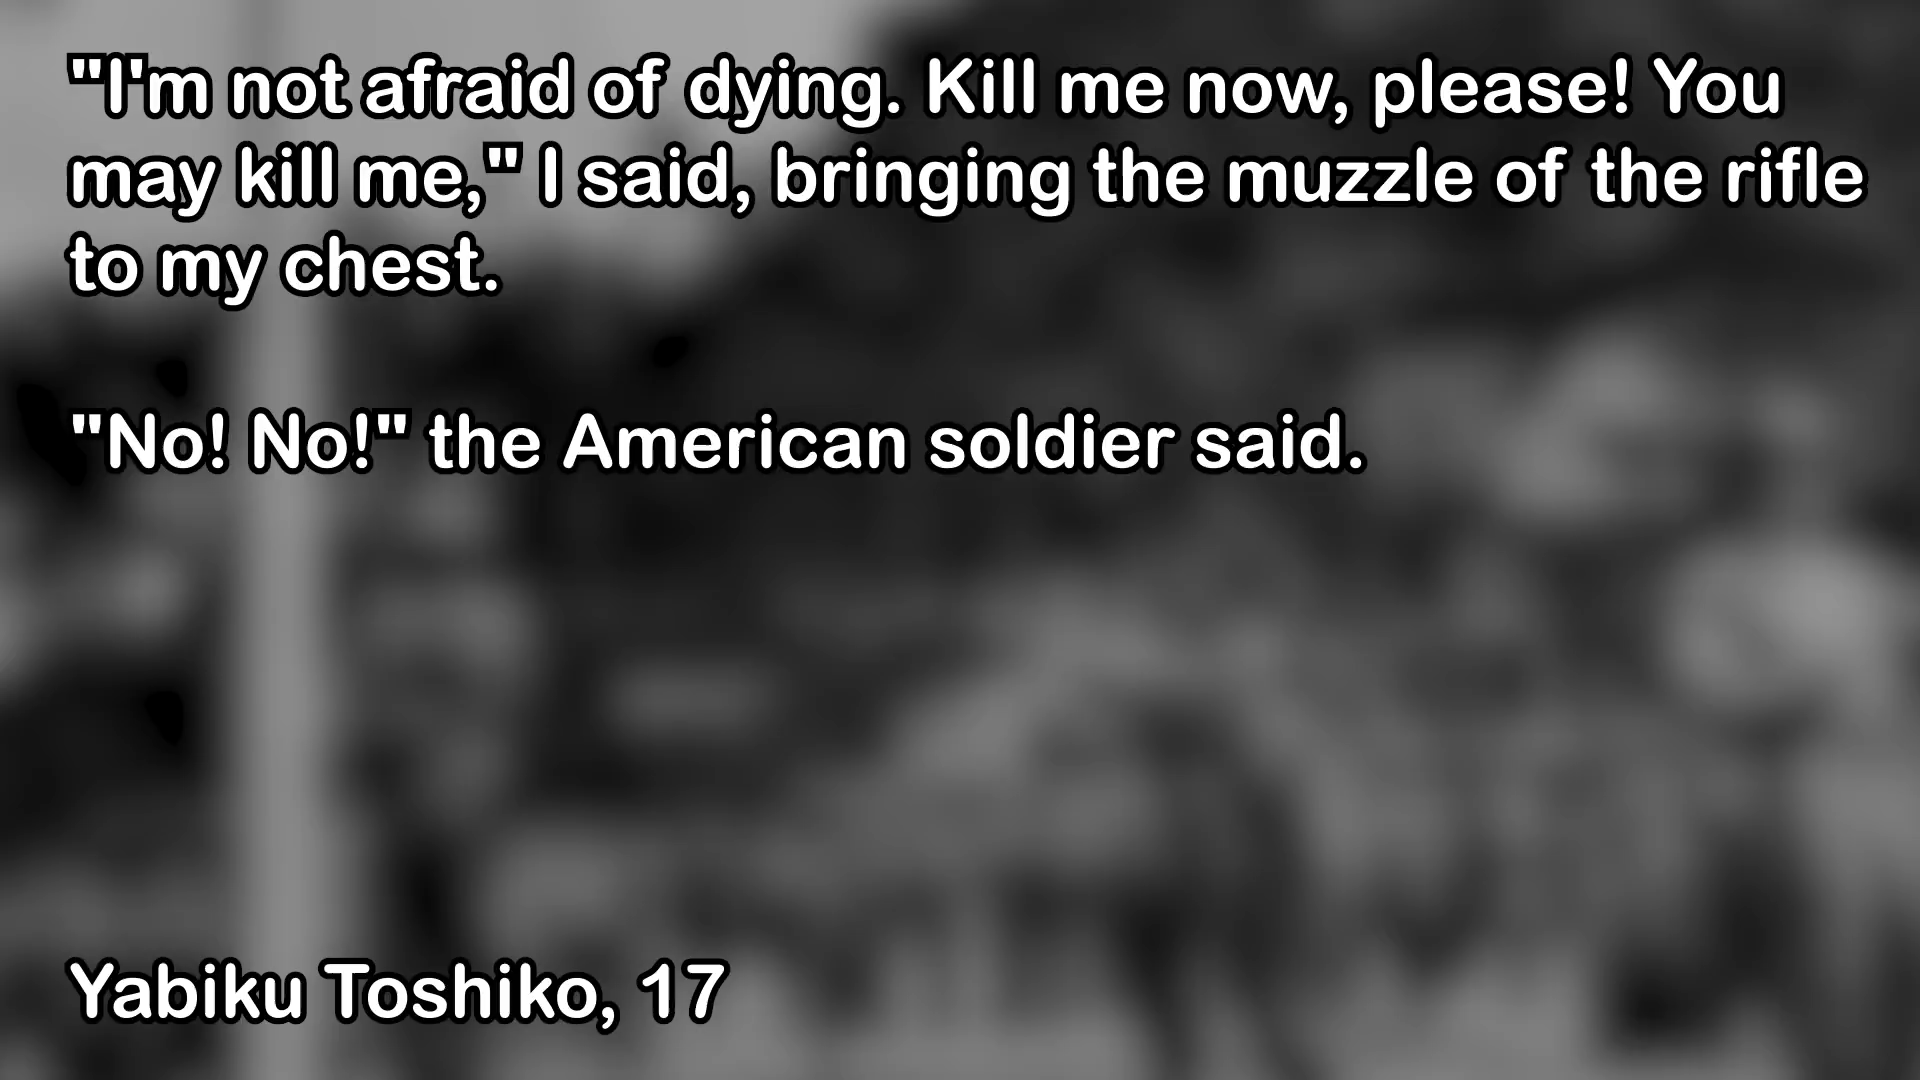 "I'm not afraid of dying. Kill me now, please! You
may kill me," I said, bringing the muzzle of the rifle
to my chest.
"No! No!" the American soldier said.
Yabiku Toshiko, 17